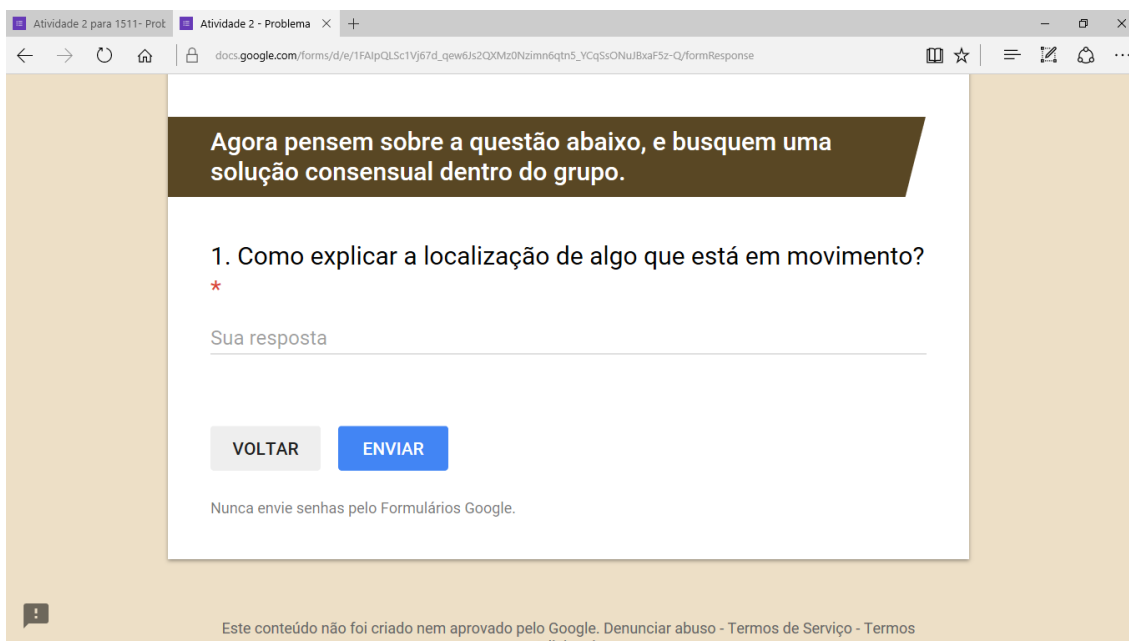 Atividade 2 para 1511- Prob
Atividade 2 - Problema
docs.google.com/forms/d/e/1FAIpQLSc1Vj67d_qew6Js2QXMz0Nzimn6qtn5_YCqSsONuJBxaF5z-Q/formResponse
Agora pensem sobre a questão abaixo, e busquem uma
solução consensual dentro do grupo.
1. Como explicar a localização de algo que está em movimento?
*
Sua resposta
VOLTAR
ENVIAR
Nunca envie senhas pelo Formulários Google.
Este conteúdo não foi criado nem aprovado pelo Google. Denunciar abuso - Termos de Serviço - Termos